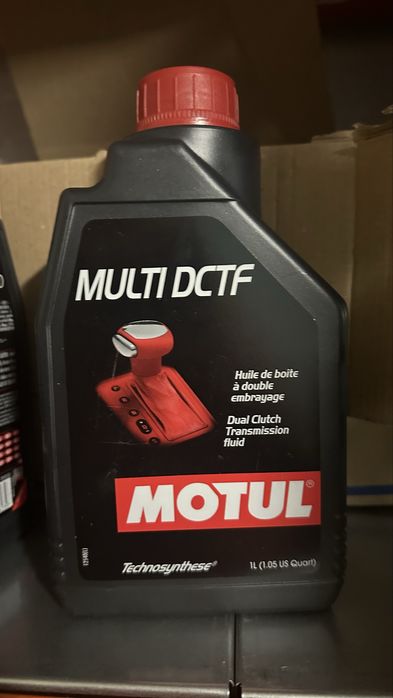 MULTI DCTF
Huile de boite
à double
embrayage
Dual Clutch
Transmission
fluid
MOTUL®
Technosynthese®
1L (1.05 US Quart)